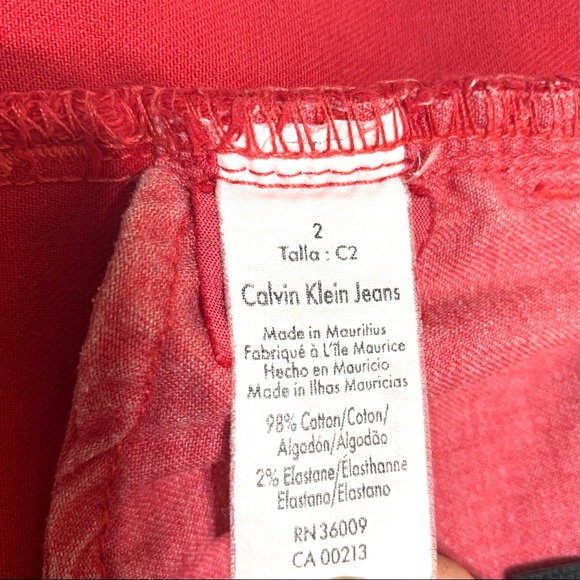 2
Talla : C2
Calvin Klein Jeans
Made in Mauritius
Fabriqué à L'île Maurice
Hecho en Mauricio
Made in Ilhas Mauricias
98% Cotton/Coton/
Algodón/Algodão
2% Elastane/Élasthanne
Elastano/Elastano
RN 36009
CA 00213